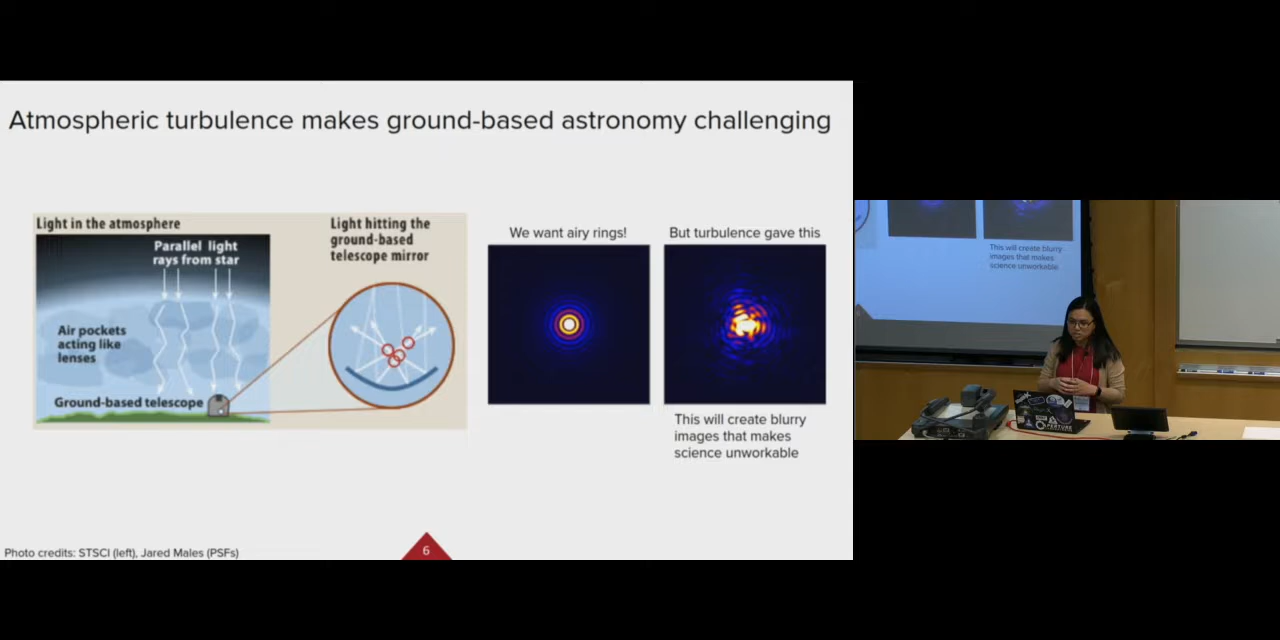 Atmospheric turbulence makes ground-based astronomy challenging
Light in the atmosphere
Parallel light
rays from star
Air pockets
acting like
lenses
Ground-based telescope
Light hitting the
ground-based
telescope mirror
We want airy rings!
But turbulence gave this
This will create blurry
images that makes
science unworkable
Photo credits: STSCI (left), Jared Males (PSFs)
6
This will create blurry
images that makes
science unworkable